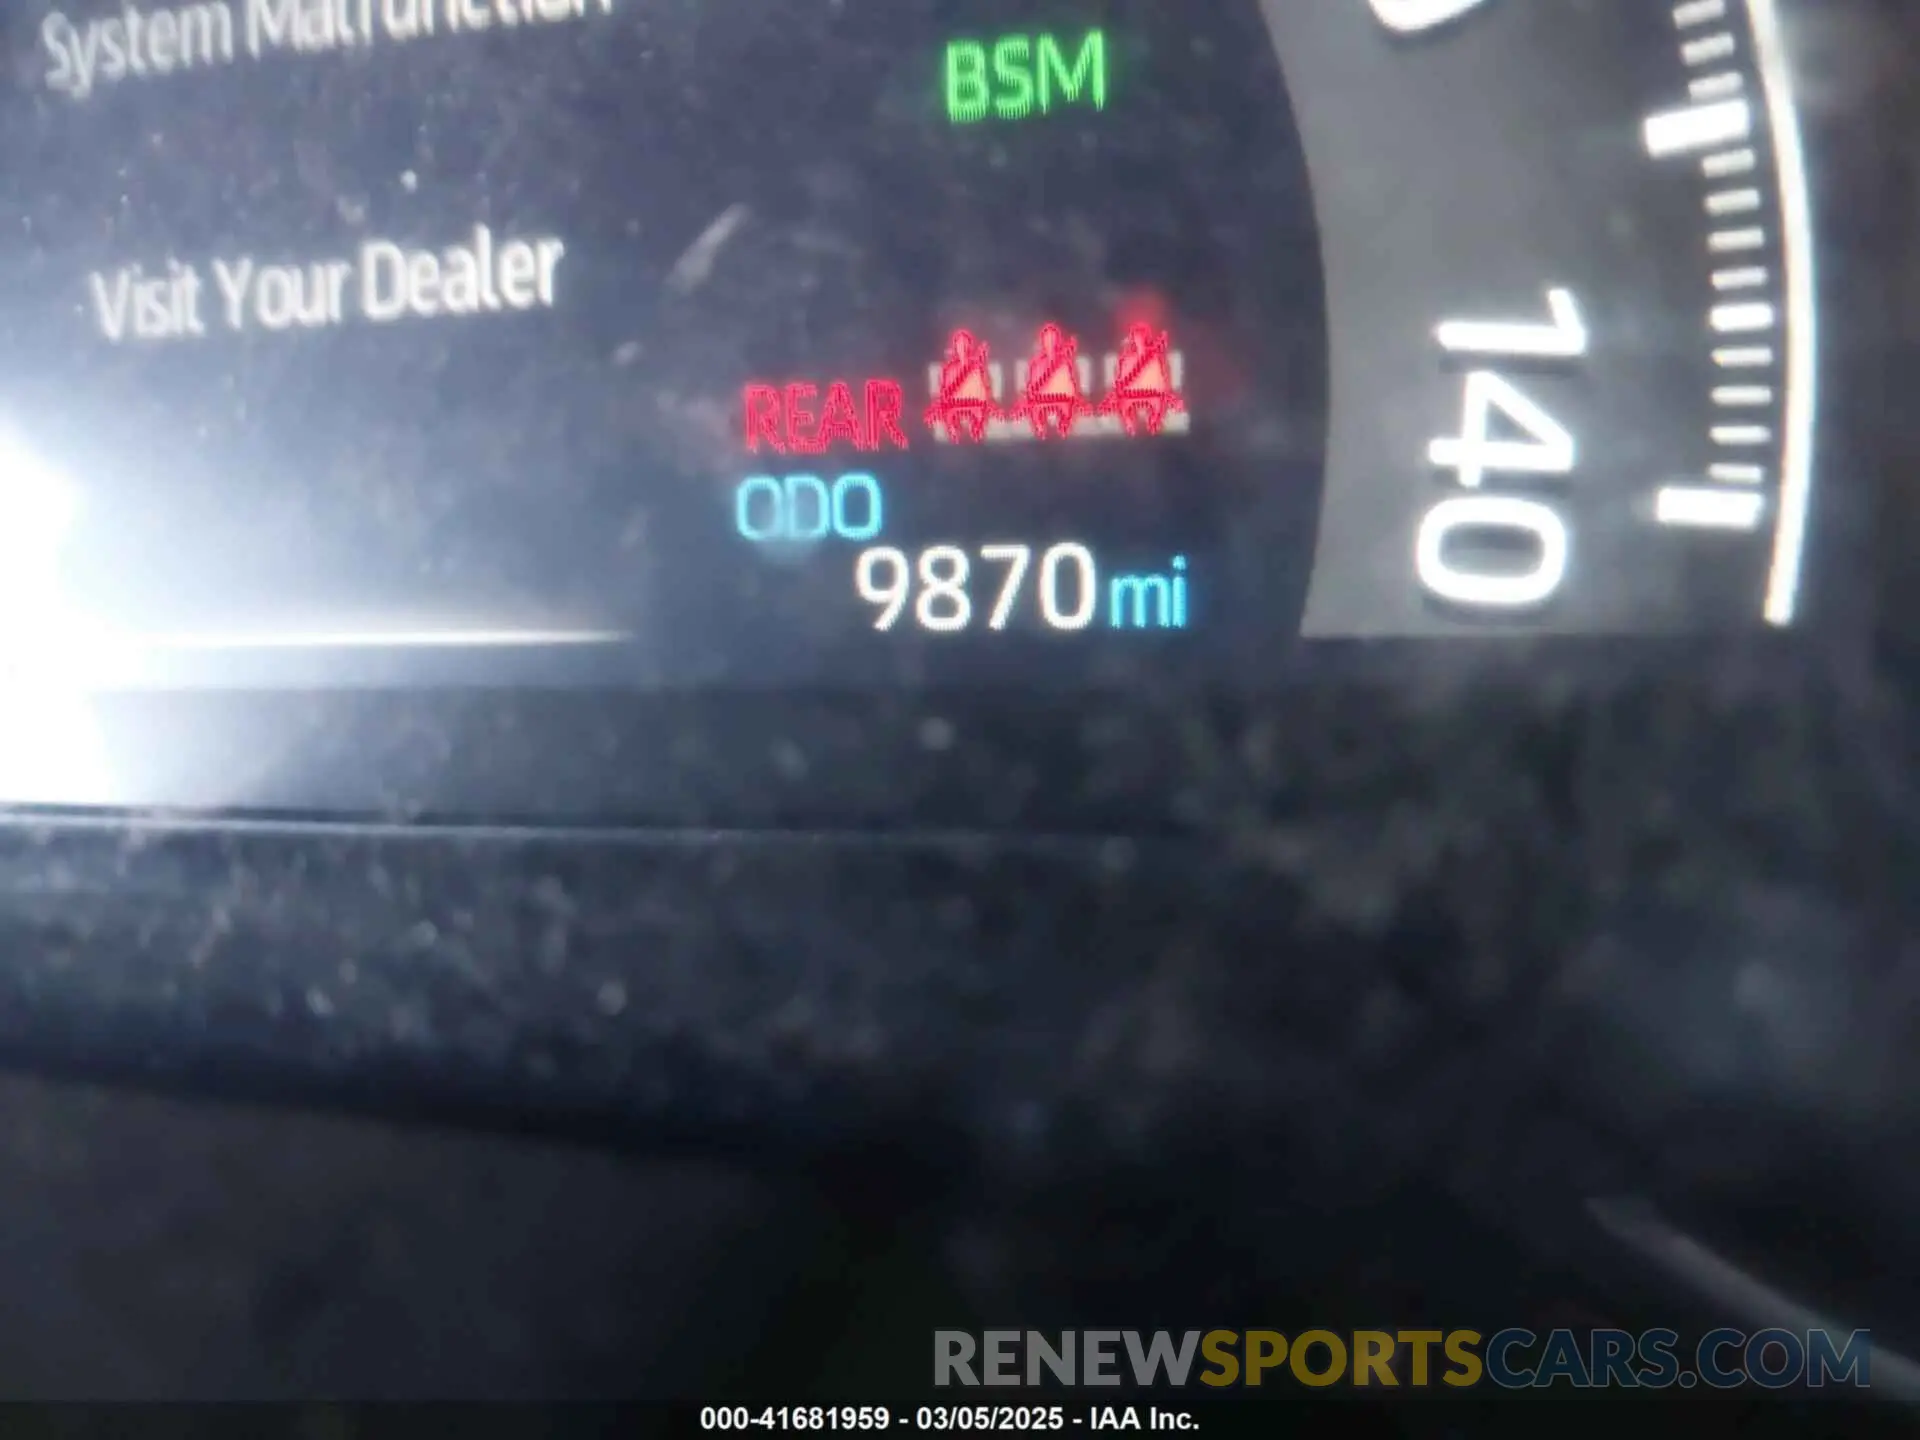 System Malfunction
BSM
Visit Your Dealer
140
REAR
ODO
9870 mi
RENEWSPORTSCARS.COM
000-41681959 - 03/05/2025 - IAA Inc.